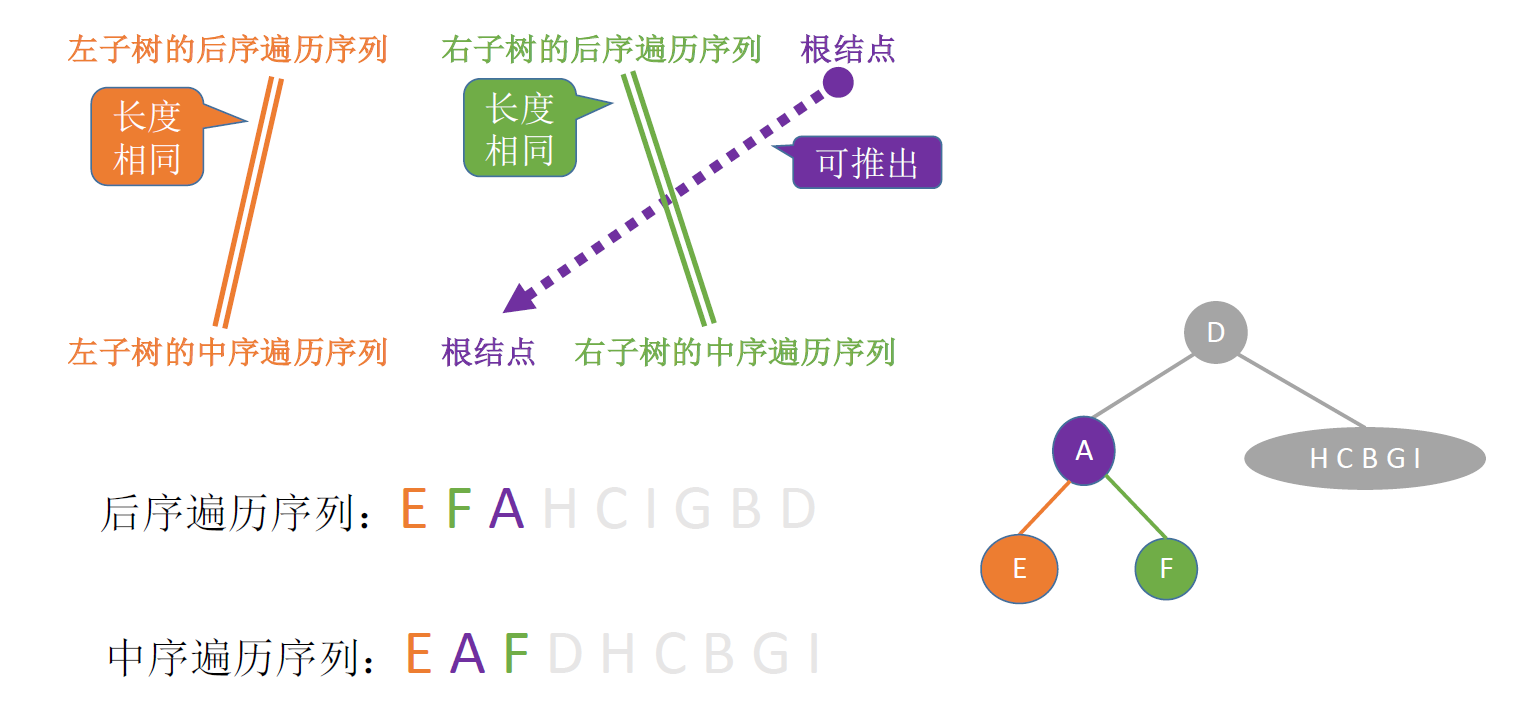 左子树的后序遍历序列 右子树的后序遍历序列 根结点
长度
相同
长度
相同
可推出
左子树的中序遍历序列 根结点 右子树的中序遍历序列
D
A
H C B G I
E
F
后序遍历序列：E F A H C I G B D
中序遍历序列：E A F D H C B G I